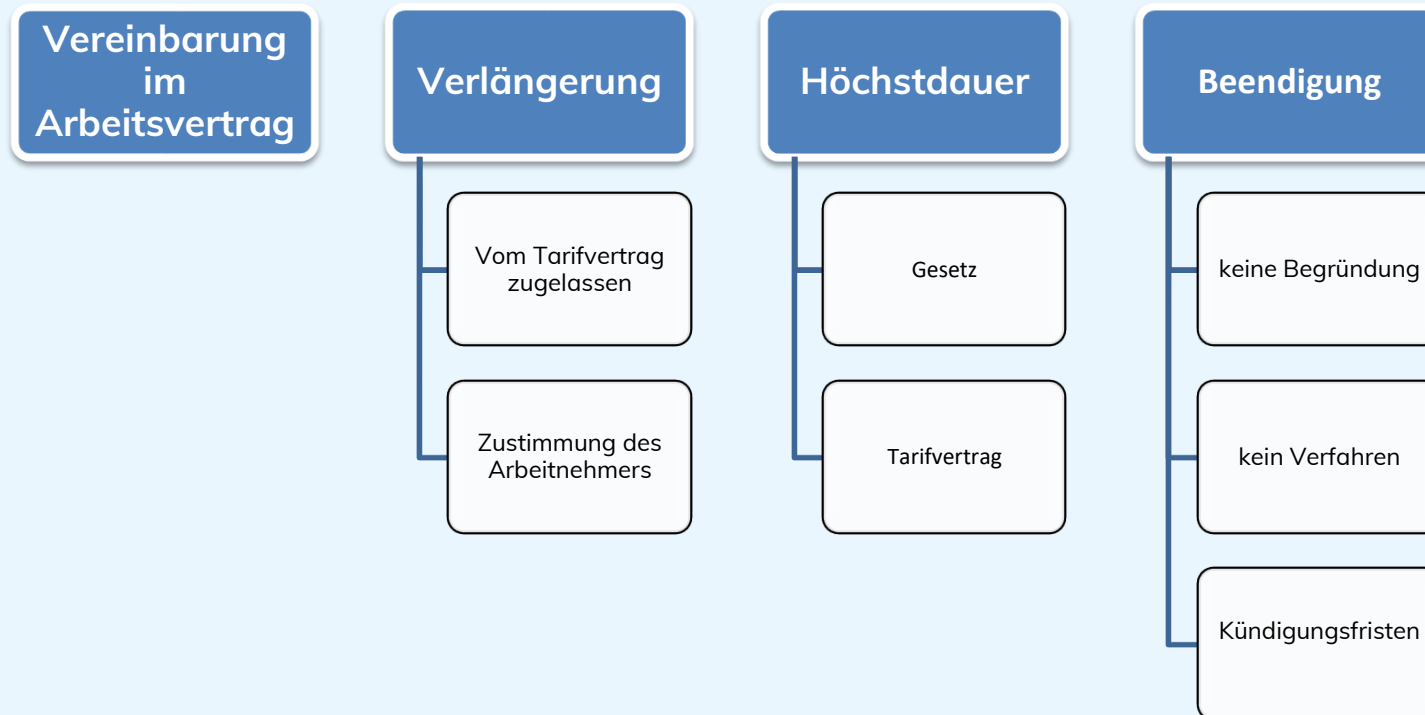 Vereinbarung
im
Arbeitsvertrag
Verlängerung
Vom Tarifvertrag
zugelassen
Zustimmung des
Arbeitnehmers
Höchstdauer
Gesetz
Tarifvertrag
Beendigung
keine Begründung
kein Verfahren
Kündigungsfristen